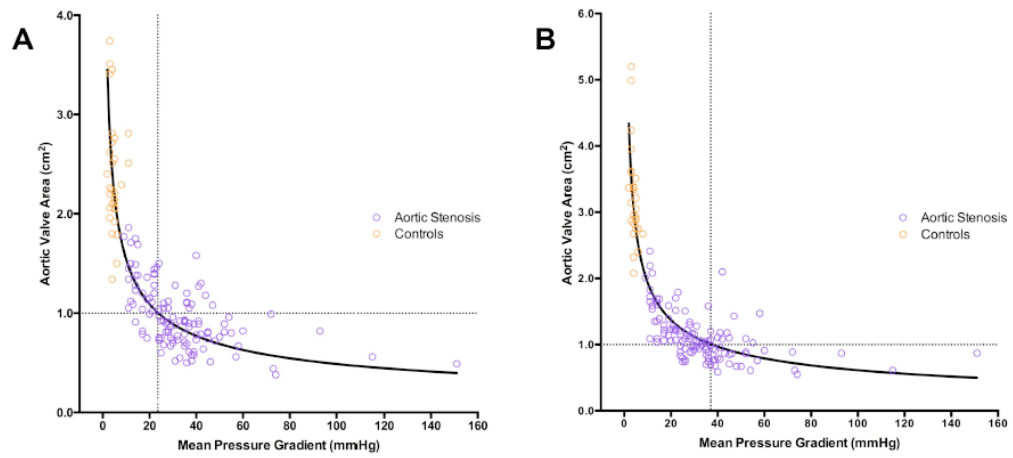 A
4.0
3.0
2.0
1.0
0.0
0 20 40 60 80 100 120 140 160
Mean Pressure Gradient (mmHg)
Aortic Valve Area (cm²)
Aortic Stenosis
Controls
B
6.0
5.0
4.0
3.0
2.0
1.0
0.0
0 20 40 60 80 100 120 140 160
Mean Pressure Gradient (mmHg)
Aortic Valve Area (cm²)
Aortic Stenosis
Controls